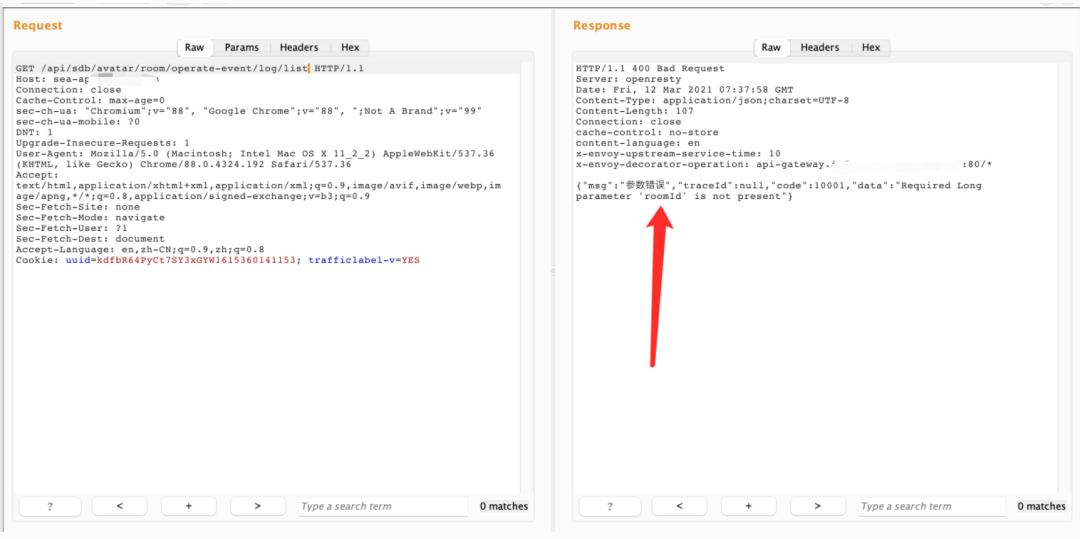 Request
Raw Params Headers Hex
GET /api/sdb/avatar/room/operate-event/log/list HTTP/1.1
Host: sea-ap
Connection: close
Cache-Control: max-age=0
sec-ch-ua: "Chromium";v="88", "Google Chrome";v="88", ";Not A Brand";v="99"
sec-ch-ua-mobile: ?0
DNT: 1
Upgrade-Insecure-Requests: 1
User-Agent: Mozilla/5.0 (Macintosh; Intel Mac OS X 11_2_2) AppleWebKit/537.36
(KHTML, like Gecko) Chrome/88.0.4324.192 Safari/537.36
Accept:
text/html,application/xhtml+xml,application/xml;q=0.9,image/avif,image/webp,im
age/apng,*/*;q=0.8,application/signed-exchange;v=b3;q=0.9
Sec-Fetch-Site: none
Sec-Fetch-Mode: navigate
Sec-Fetch-User: ?1
Sec-Fetch-Dest: document
Accept-Language: en,zh-CN;q=0.9,zh;q=0.8
Cookie: uuid=kdfbR64PyCt7SY3xGYW1615360141153; trafficlabel-v=YES
? < + > Type a search term 0 matches
Response
Raw Headers Hex
HTTP/1.1 400 Bad Request
Server: openresty
Date: Fri, 12 Mar 2021 07:37:58 GMT
Content-Type: application/json;charset=UTF-8
Content-Length: 107
Connection: close
cache-control: no-store
content-language: en
x-envoy-upstream-service-time: 10
x-envoy-decorator-operation: api-gateway. :80/*
{"msg":"参数错误","traceId":null,"code":10001,"data":"Required Long
parameter 'roomId' is not present"}
? < + > Type a search term 0 matches